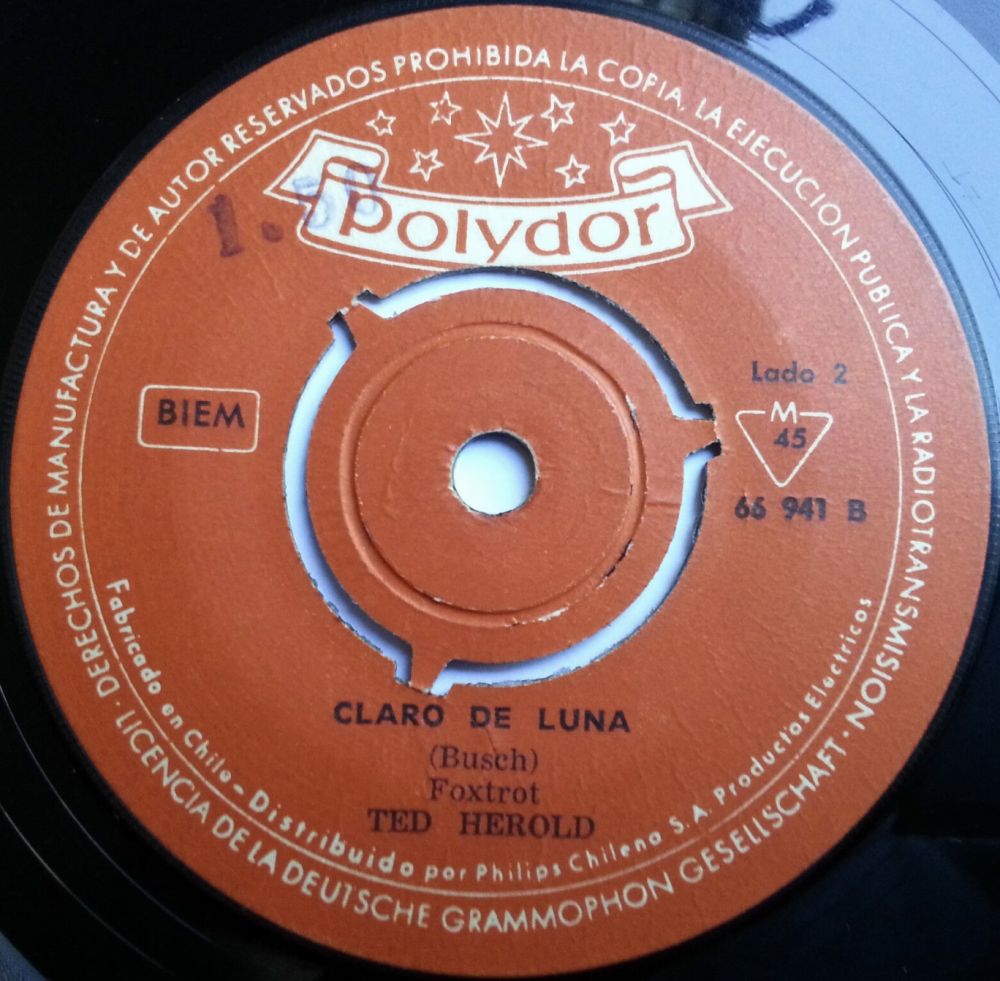 DERECHOS DE MANUFACTURA Y DE AUTOR RESERVADOS PROHIBIDA LA COPIA, LA EJECUCION PUBLICA Y LA RADIOTRANSMISION · LICENCIA DE LA DEUTSCHE GRAMMOPHON GESELLSCHAFT ·
polydor
BIEM
Lado 2
M
45
66 941 B
CLARO DE LUNA
(Busch)
Foxtrot
TED HEROLD
Fabricado en Chile - Distribuido por Philips Chilena S.A. Productos Electricos